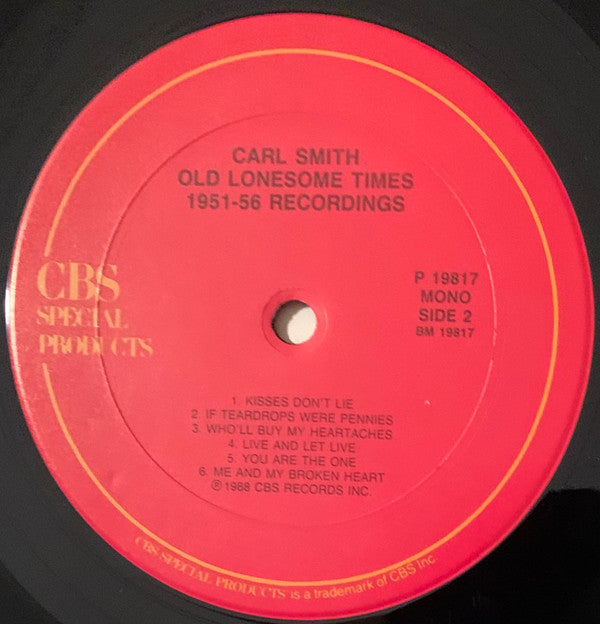 CARL SMITH
OLD LONESOME TIMES
1951-56 RECORDINGS
CBS
SPECIAL
PRODUCTS
P 19817
MONO
SIDE 2
BM 19817
1. KISSES DON'T LIE
2. IF TEARDROPS WERE PENNIES
3. WHO'LL BUY MY HEARTACHES
4. LIVE AND LET LIVE
5. YOU ARE THE ONE
6. ME AND MY BROKEN HEART
Ⓟ 1988 CBS RECORDS INC.
CBS SPECIAL PRODUCTS is a trademark of CBS Inc